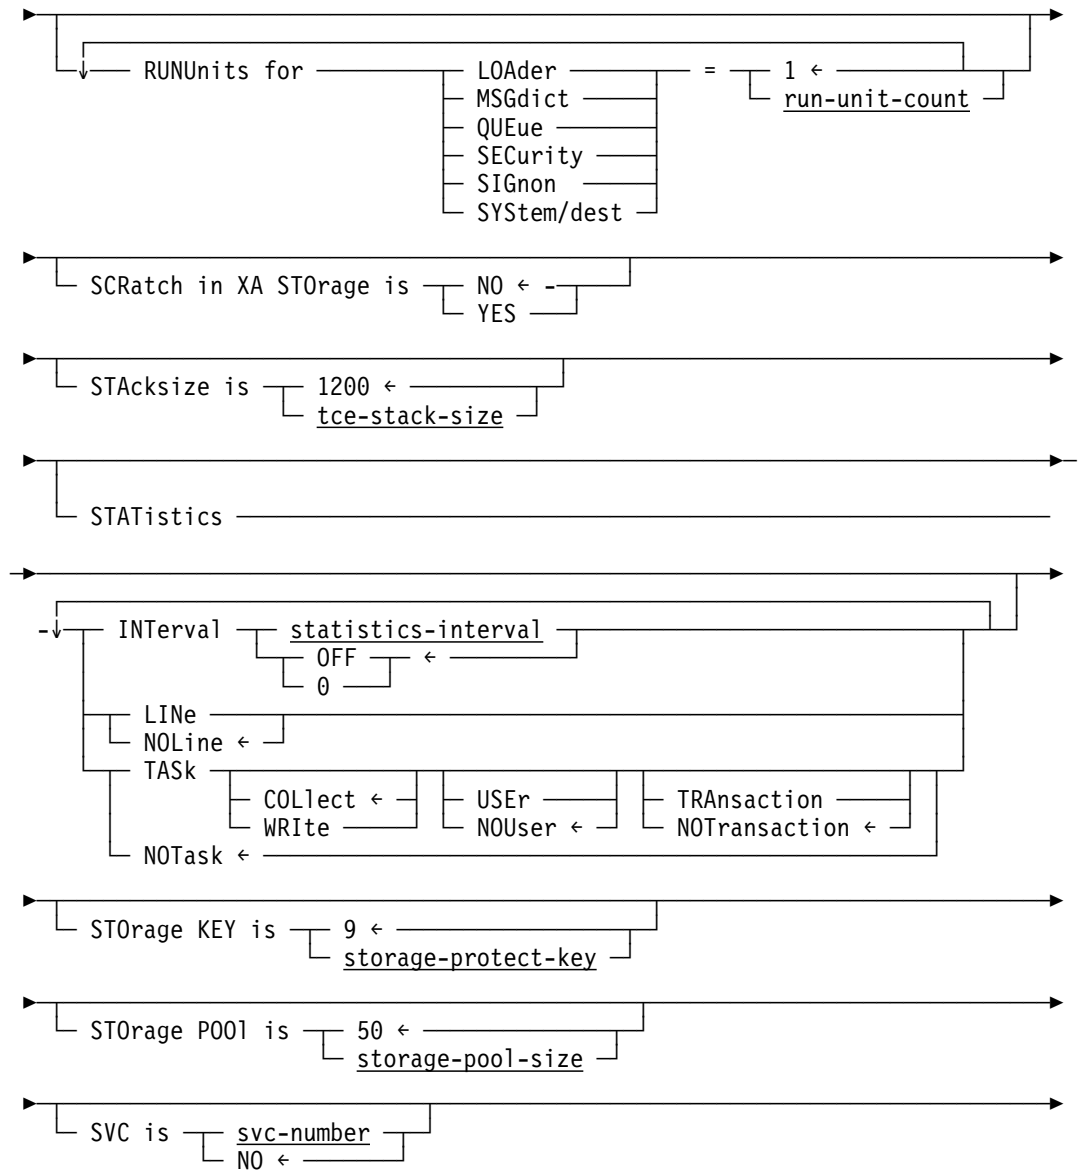 RUNUnits for LOAder = 1 ←
MSGdict run-unit-count
QUEue
SECurity
SIGnon
SYStem/dest
SCRatch in XA STOrage is NO ← -
YES
STAcksize is 1200 ←
tce-stack-size
STATistics
- INTerval statistics-interval
OFF ←
0
LINe
NOLine ←
TASk
COLlect ← USEr TRAnsaction
WRIte NOUser ← NOTransaction ←
NOTask ←
STOrage KEY is 9 ←
storage-protect-key
STOrage POOl is 50 ←
storage-pool-size
SVC is svc-number
NO ←